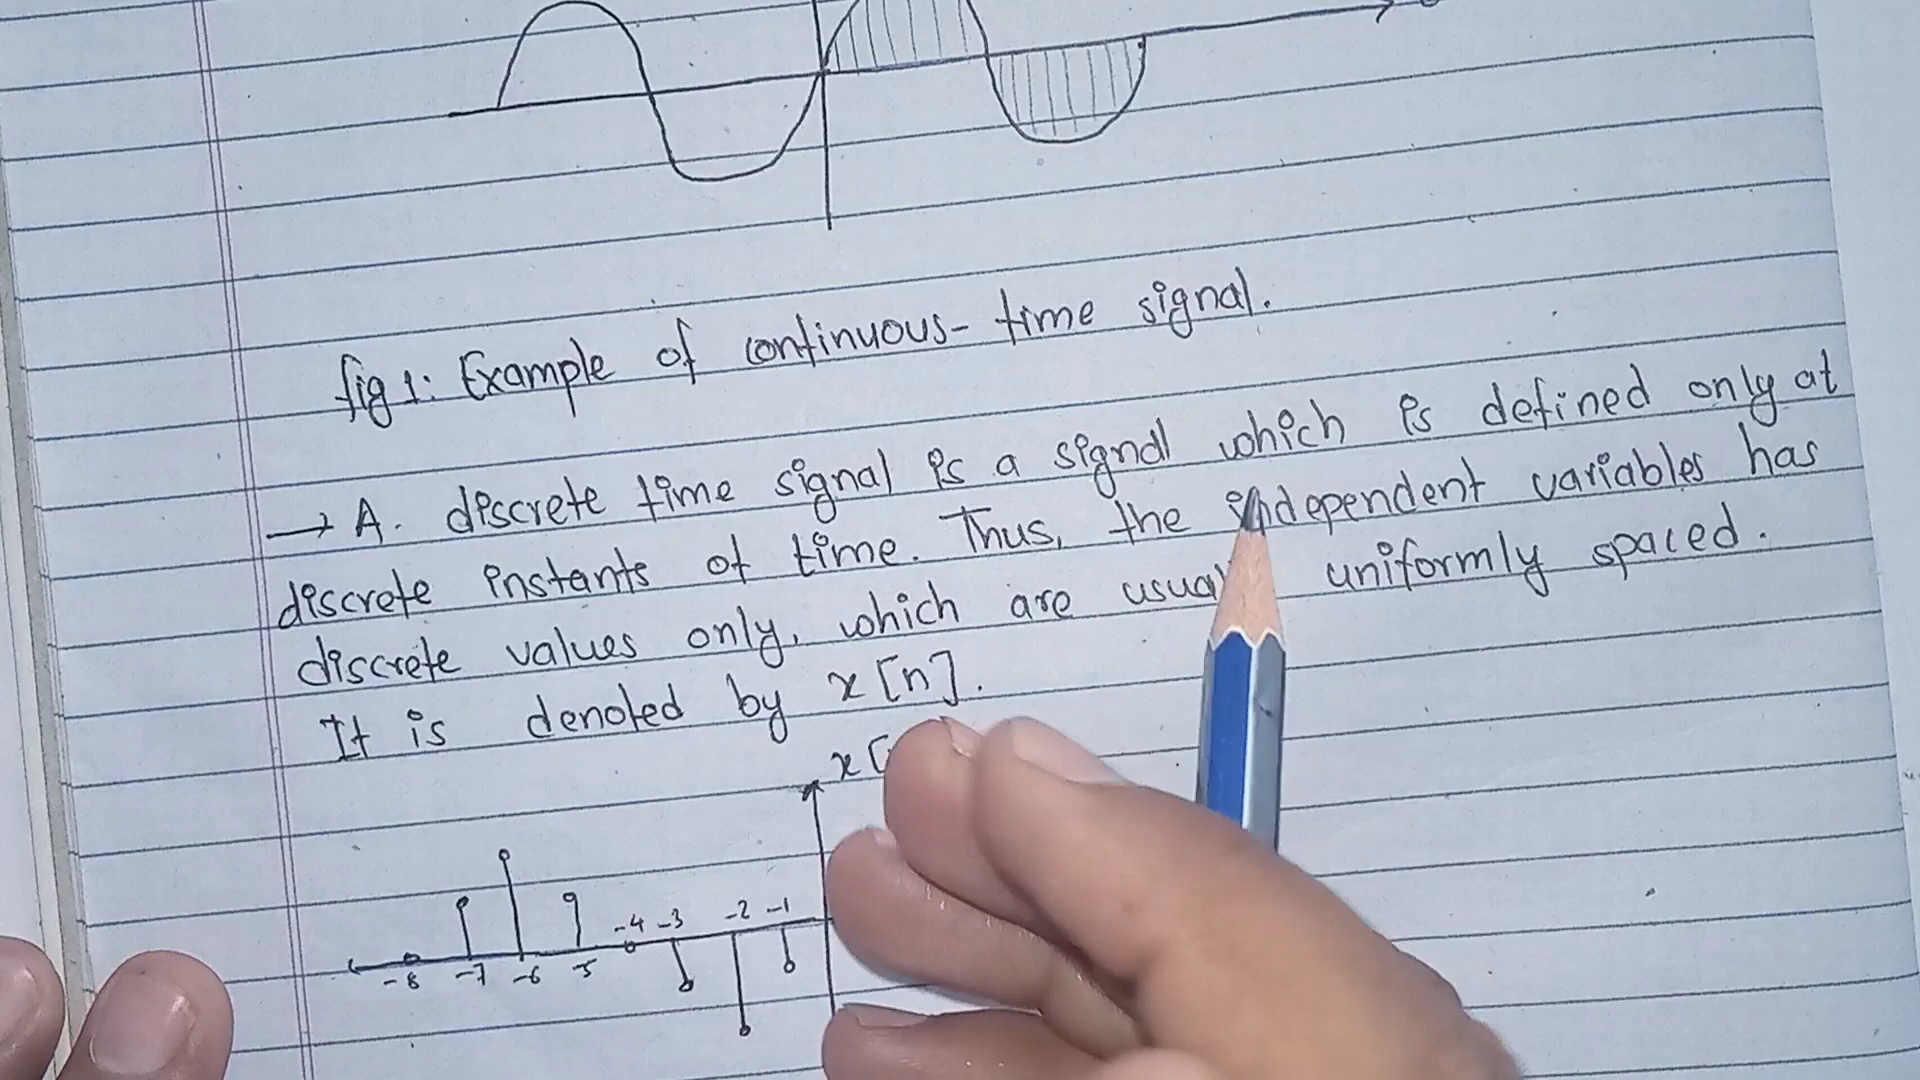 fig 1: Example of continuous-time signal.
→ A. discrete time signal is a signal which is defined only at
discrete instants of time. Thus, the independent variables has
discrete values only, which are uniformly spaced.
It is denoted by x[n].
x[
-4 -3 -2 -1
-8 -7 -6 -5